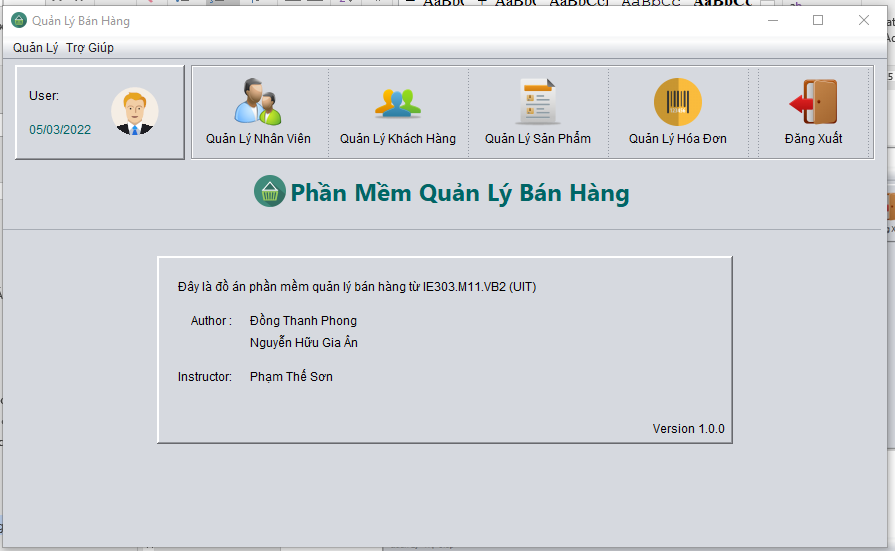 Quản Lý Bán Hàng
Quản Lý Trợ Giúp
User:
05/03/2022
Quản Lý Nhân Viên
Quản Lý Khách Hàng
Quản Lý Sản Phẩm
Quản Lý Hóa Đơn
Đăng Xuất
Phần Mềm Quản Lý Bán Hàng
Đây là đồ án phần mềm quản lý bán hàng từ IE303.M11.VB2 (UIT)
Author : Đồng Thanh Phong
Nguyễn Hữu Gia Ân
Instructor: Phạm Thế Sơn
Version 1.0.0